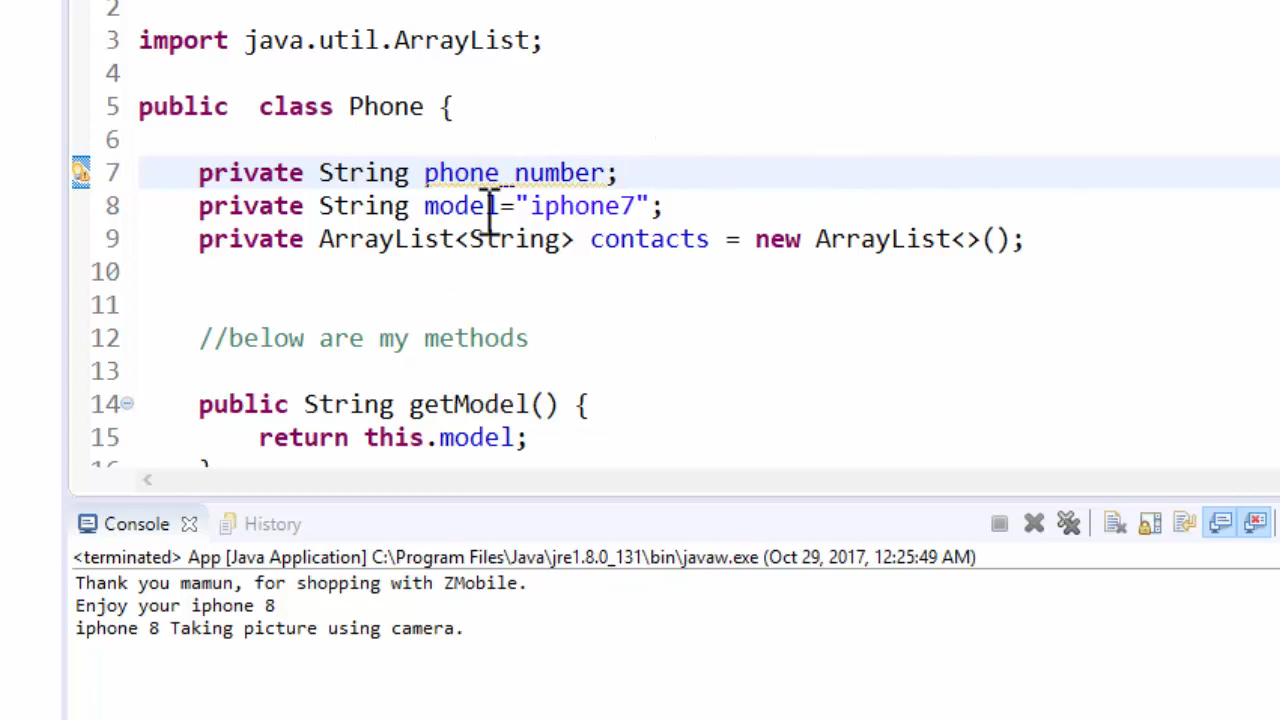 2
3 import java.util.ArrayList;
4
5 public  class Phone {
6
7 private String phone_number;
8 private String model="iphone7";
9 private ArrayList<String> contacts = new ArrayList<>();
10
11
12 //below are my methods
13
14 public String getModel() {
15 return this.model;
16 }
Console History
<terminated> App [Java Application] C:\Program Files\Java\jre1.8.0_131\bin\javaw.exe (Oct 29, 2017, 12:25:49 AM)
Thank you mamun, for shopping with ZMobile.
Enjoy your iphone 8
iphone 8 Taking picture using camera.